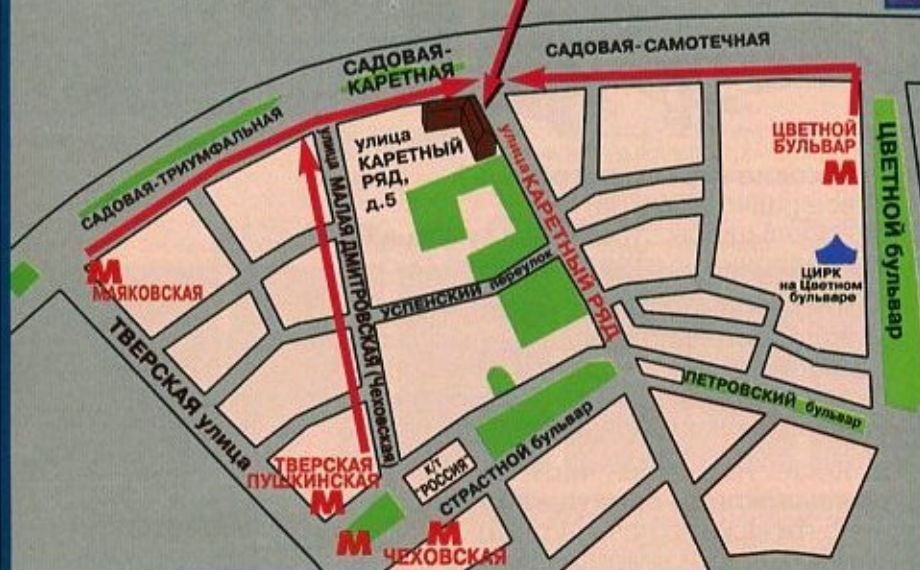 САДОВАЯ-
КАРЕТНАЯ
САДОВАЯ-САМОТЕЧНАЯ
САДОВАЯ-ТРИУМФАЛЬНАЯ
улица
КАРЕТНЫЙ
РЯД,
д.5
улица КАРЕТНЫЙ РЯД
ЦВЕТНОЙ
БУЛЬВАР
М
ЦВЕТНОЙ бульвар
ЦИРК
на Цветном
бульваре
улица МАЛАЯ ДМИТРОВСКАЯ (Чеховская)
УСПЕНСКИЙ переулок
М
МАЯКОВСКАЯ
ТВЕРСКАЯ улица
ПЕТРОВСКИЙ бульвар
СТРАСТНОЙ бульвар
К/Т
"РОССИЯ"
ТВЕРСКАЯ
ПУШКИНСКАЯ
М
М
М
ЧЕХОВСКАЯ